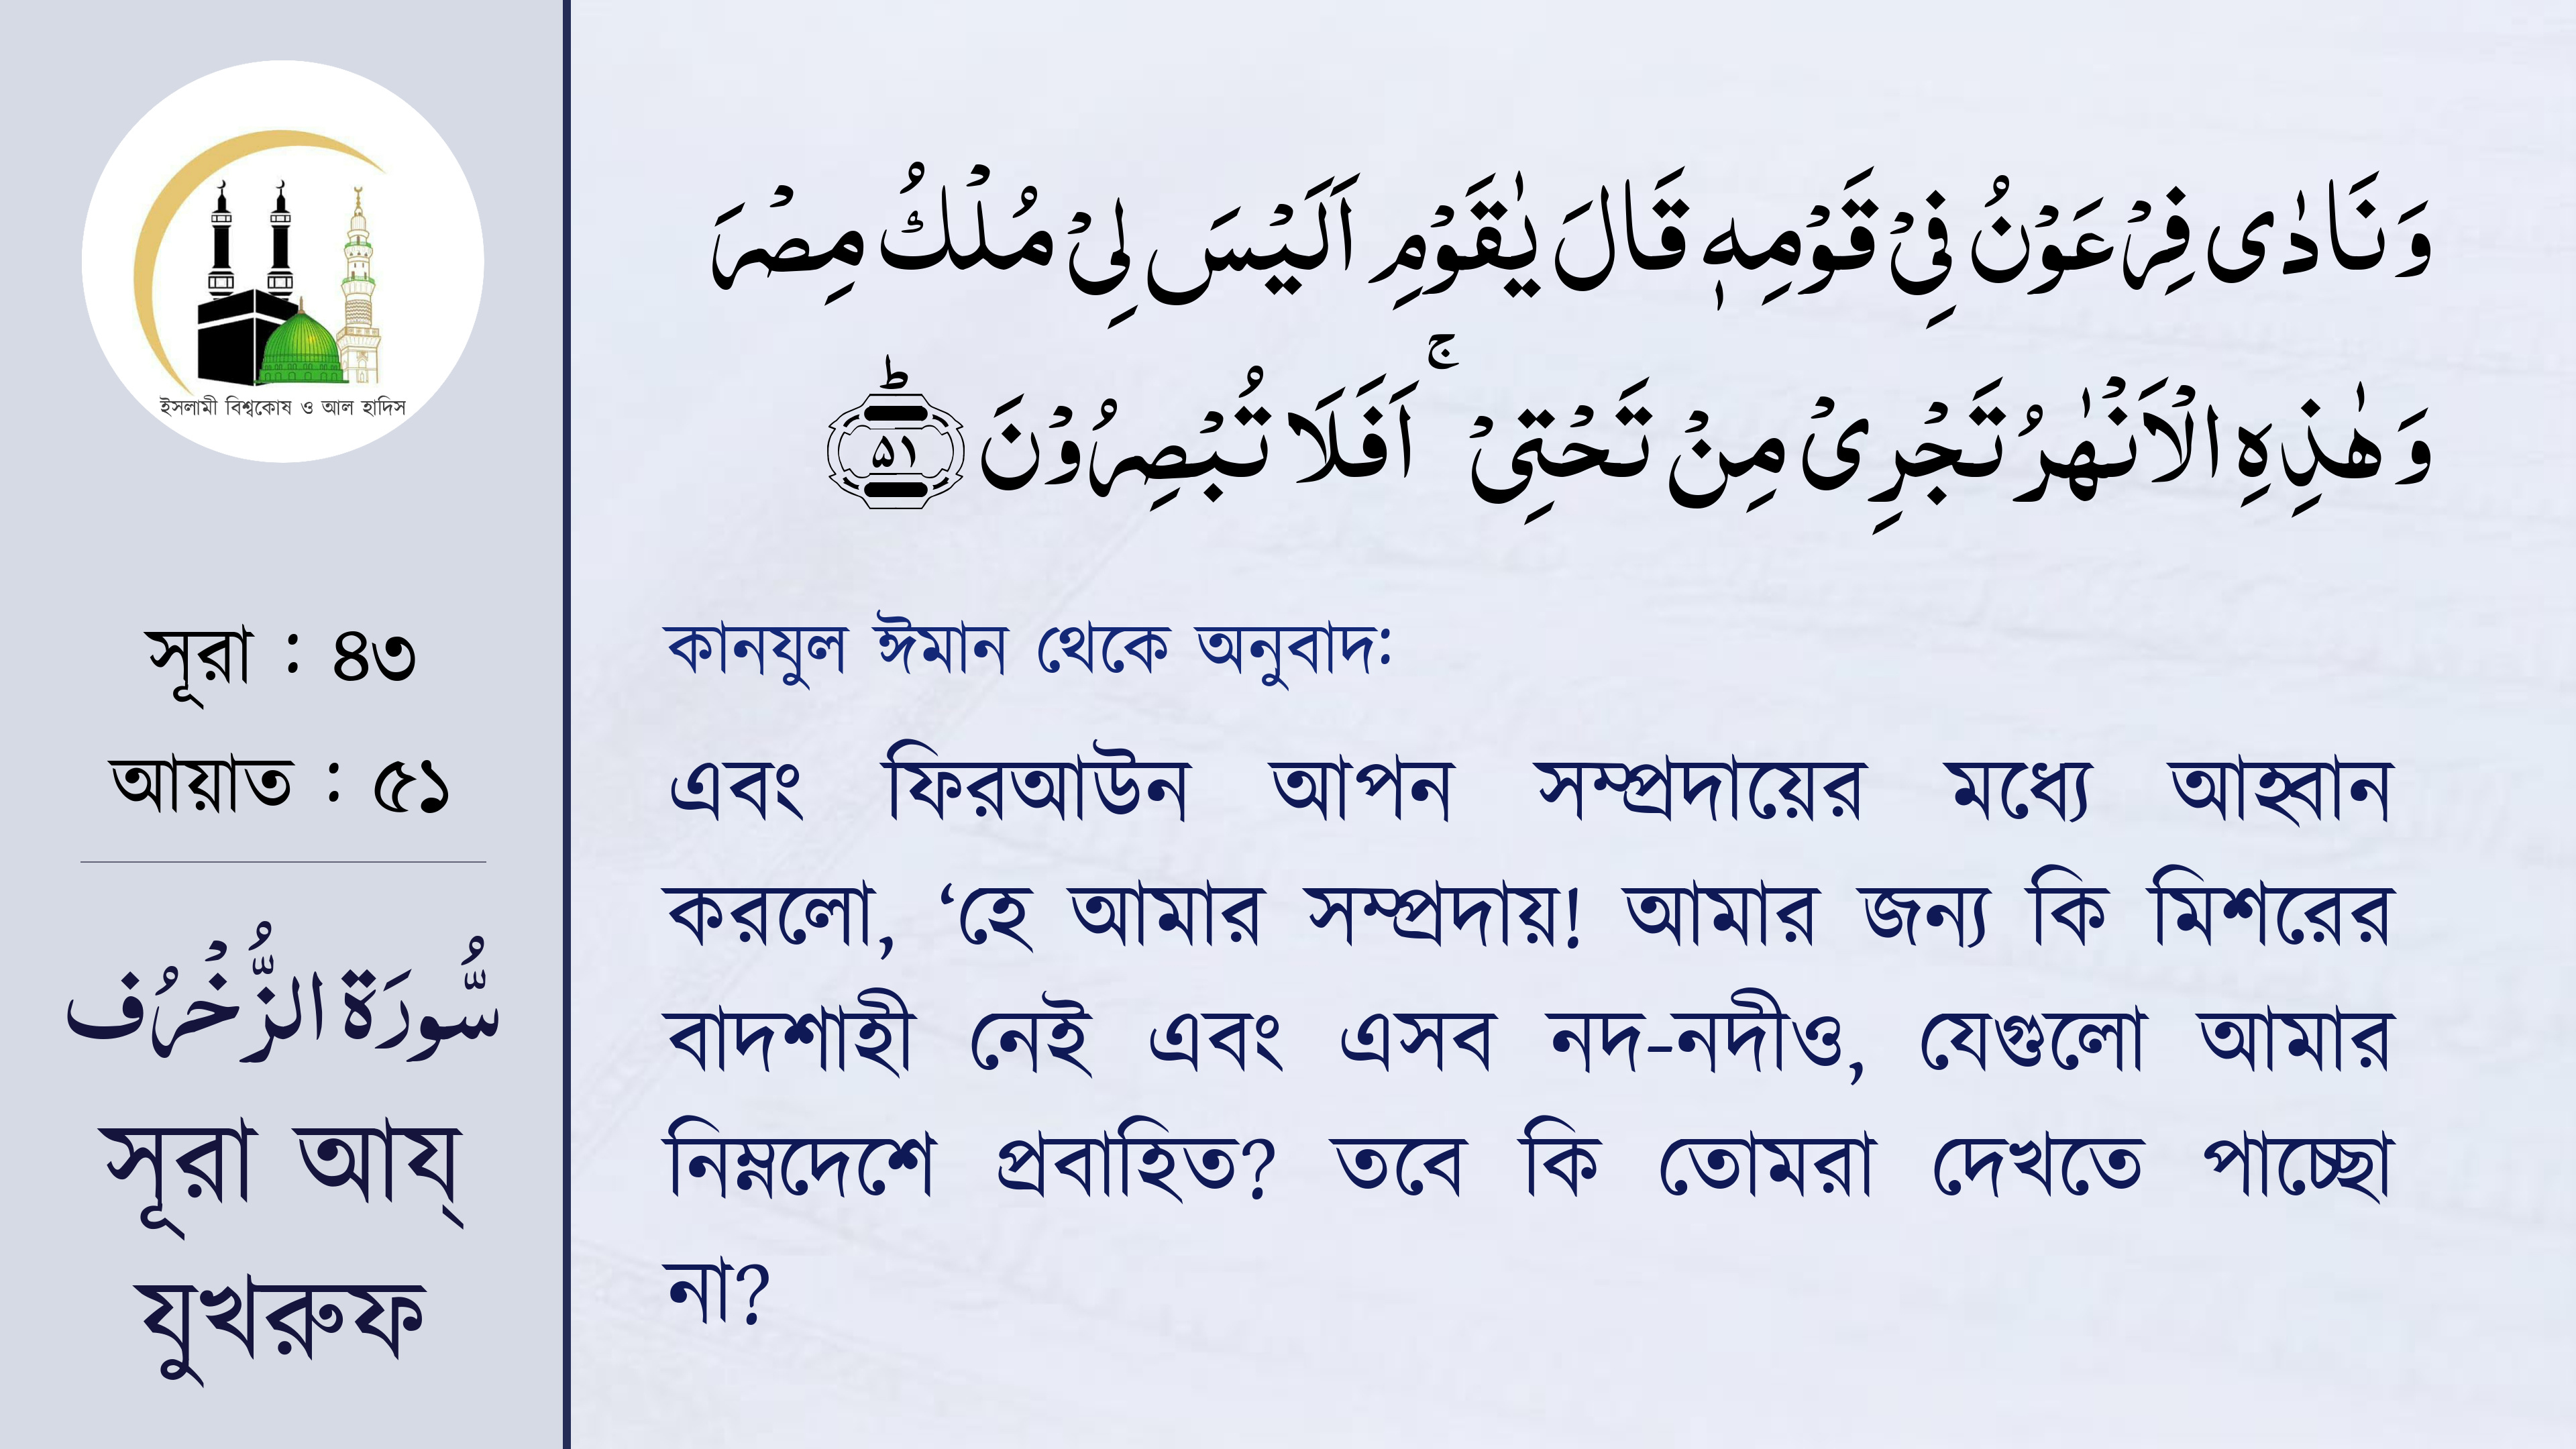 ইসলামী বিশ্বকোষ ও আল হাদিস
সূরা : ৪৩
আয়াত : ৫১
سُّورَة الزُّخْرُف
সূরা আয্
যুখরুফ
وَنَادٰی فِرْعَوْنُ فِیْ قَوْمِهٖ قَالَ یٰقَوْمِ اَلَیْسَ لِیْ مُلْكُ مِصْرَ
وَهٰذِهِ الْاَنْهٰرُ تَجْرِیْ مِنْ تَحْتِیْ ۚ اَفَلَا تُبْصِرُوْنَ ؕ ﴿۵۱﴾
কানযুল ঈমান থেকে অনুবাদ:
এবং ফিরআউন আপন সম্প্রদায়ের মধ্যে আহ্বান
করলো, ‘হে আমার সম্প্রদায়! আমার জন্য কি মিশরের
বাদশাহী নেই এবং এসব নদ-নদীও, যেগুলো আমার
নিম্নদেশে প্রবাহিত? তবে কি তোমরা দেখতে পাচ্ছো
না?